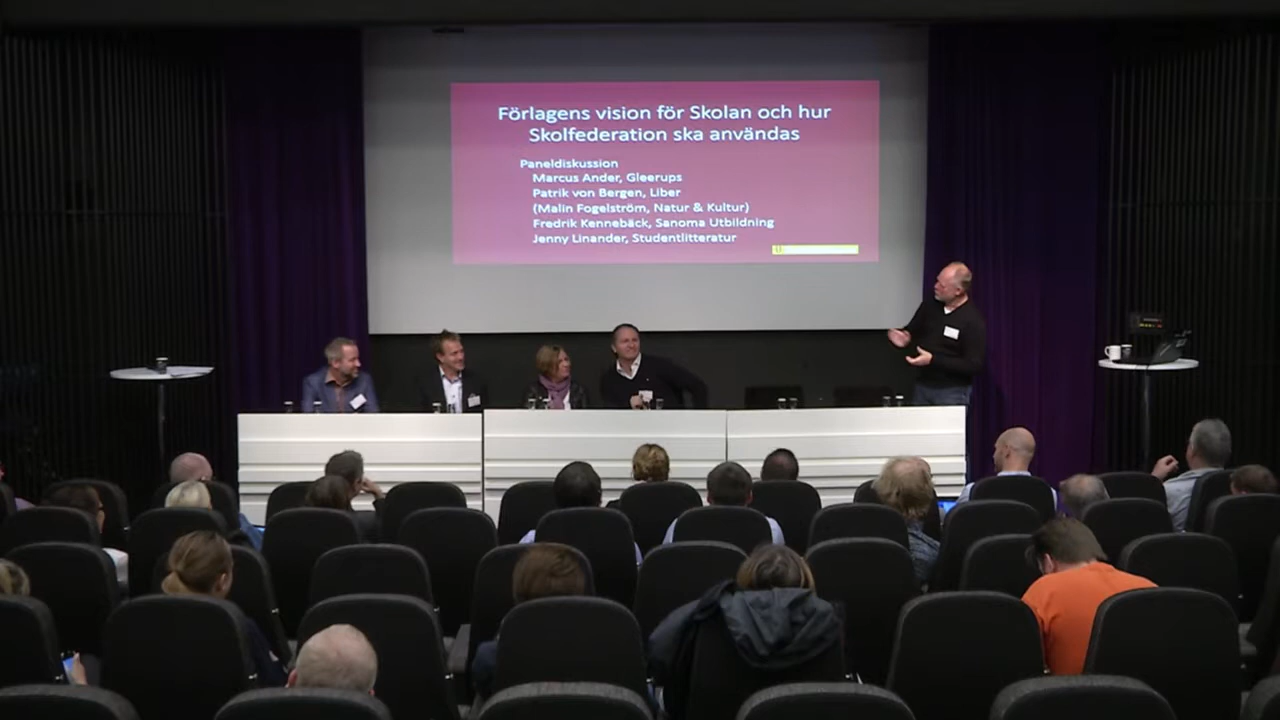 Förlagens vision för Skolan och hur
Skolfederation ska användas
Paneldiskussion
Marcus Ander, Gleerups
Patrik von Bergen, Liber
(Malin Fogelström, Natur & Kultur)
Fredrik Kennebäck, Sanoma Utbildning
Jenny Linander, Studentlitteratur